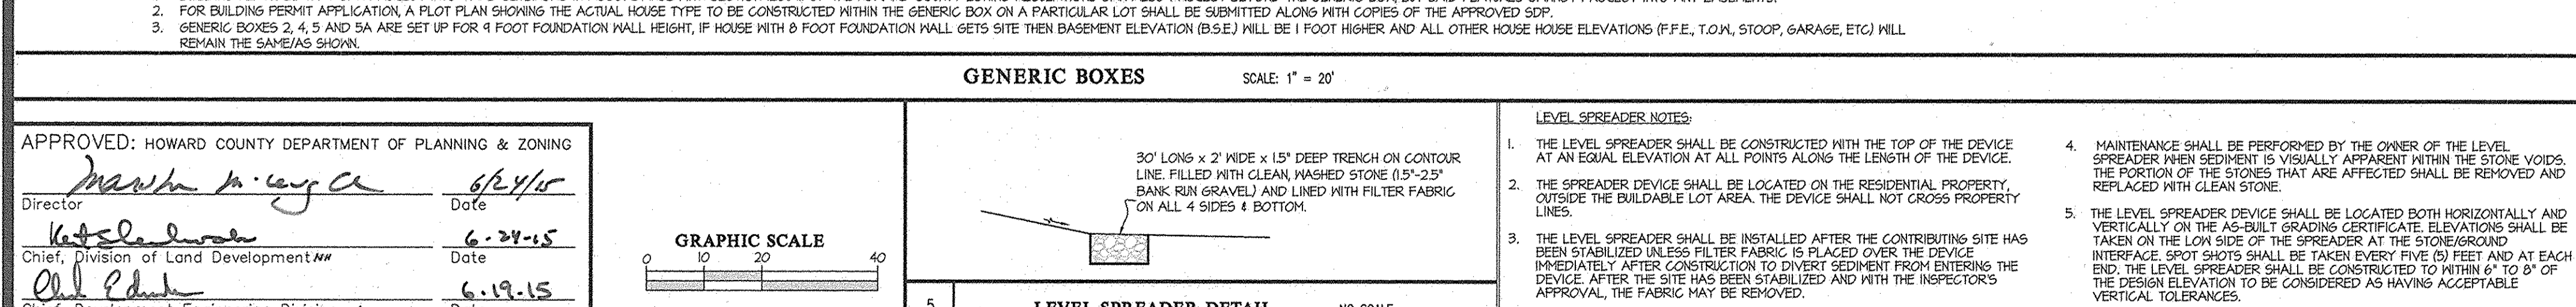 2. FOR BUILDING PERMIT APPLICATION, A PLOT PLAN SHOWING THE ACTUAL HOUSE TYPE TO BE CONSTRUCTED WITHIN THE GENERIC BOX ON A PARTICULAR LOT SHALL BE SUBMITTED ALONG WITH COPIES OF THE APPROVED SDP.
3. GENERIC BOXES 2, 4, 5 AND 5A ARE SET UP FOR 9 FOOT FOUNDATION WALL HEIGHT, IF HOUSE WITH 8 FOOT FOUNDATION WALL GETS SITE THEN BASEMENT ELEVATION (B.S.E.) WILL BE 1 FOOT HIGHER AND ALL OTHER HOUSE HOUSE ELEVATIONS (F.F.E., T.O.W., STOOP, GARAGE, ETC) WILL
REMAIN THE SAME/AS SHOWN.
GENERIC BOXES SCALE: 1" = 20'
APPROVED: HOWARD COUNTY DEPARTMENT OF PLANNING & ZONING
6/24/15
Director Date
6-24-15
Chief, Division of Land Development Date
6-19-15
GRAPHIC SCALE
0 10 20 40
30' LONG x 2' WIDE x 1.5" DEEP TRENCH ON CONTOUR
LINE. FILLED WITH CLEAN, WASHED STONE (1.5"-2.5"
BANK RUN GRAVEL) AND LINED WITH FILTER FABRIC
ON ALL 4 SIDES & BOTTOM.
5 LEVEL SPREADER DETAIL NO SCALE
LEVEL SPREADER NOTES:
1. THE LEVEL SPREADER SHALL BE CONSTRUCTED WITH THE TOP OF THE DEVICE
AT AN EQUAL ELEVATION AT ALL POINTS ALONG THE LENGTH OF THE DEVICE.
2. THE SPREADER DEVICE SHALL BE LOCATED ON THE RESIDENTIAL PROPERTY,
OUTSIDE THE BUILDABLE LOT AREA. THE DEVICE SHALL NOT CROSS PROPERTY
LINES.
3. THE LEVEL SPREADER SHALL BE INSTALLED AFTER THE CONTRIBUTING SITE HAS
BEEN STABILIZED UNLESS FILTER FABRIC IS PLACED OVER THE DEVICE
IMMEDIATELY AFTER CONSTRUCTION TO DIVERT SEDIMENT FROM ENTERING THE
DEVICE. AFTER THE SITE HAS BEEN STABILIZED AND WITH THE INSPECTOR'S
APPROVAL, THE FABRIC MAY BE REMOVED.
4. MAINTENANCE SHALL BE PERFORMED BY THE OWNER OF THE LEVEL
SPREADER WHEN SEDIMENT IS VISUALLY APPARENT WITHIN THE STONE VOIDS.
THE PORTION OF THE STONES THAT ARE AFFECTED SHALL BE REMOVED AND
REPLACED WITH CLEAN STONE.
5. THE LEVEL SPREADER DEVICE SHALL BE LOCATED BOTH HORIZONTALLY AND
VERTICALLY ON THE AS-BUILT GRADING CERTIFICATE. ELEVATIONS SHALL BE
TAKEN ON THE LOW SIDE OF THE SPREADER AT THE STONE/GROUND
INTERFACE. SPOT SHOTS SHALL BE TAKEN EVERY FIVE (5) FEET AND AT EACH
END. THE LEVEL SPREADER SHALL BE CONSTRUCTED TO WITHIN 6" TO 8" OF
THE DESIGN ELEVATION TO BE CONSIDERED AS HAVING ACCEPTABLE
VERTICAL TOLERANCES.